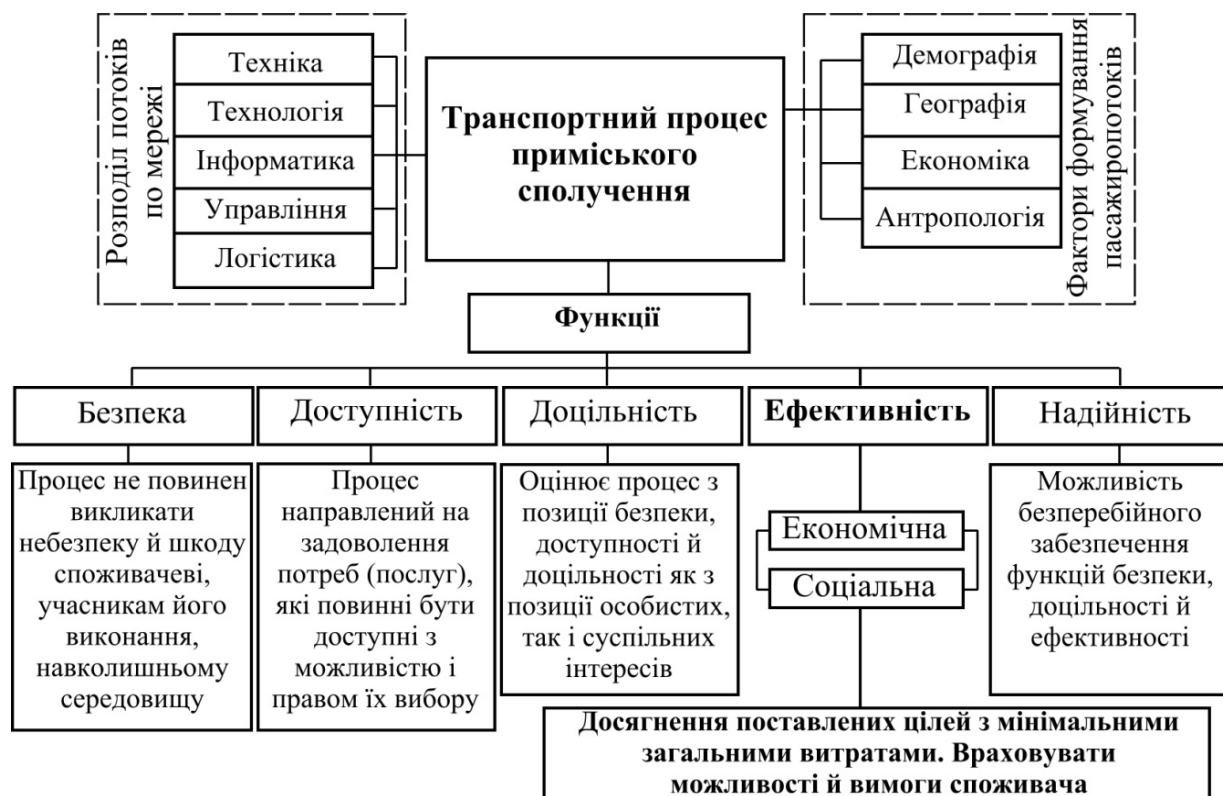 Розподіл потоків
по мережі
Техніка
Технологія
Інформатика
Управління
Логістика
Транспортний процес
приміського
сполучення
Демографія
Географія
Економіка
Антропологія
Фактори формування
пасажиропотоків
Функції
Безпека
Доступність
Доцільність
Ефективність
Надійність
Процес не повинен
викликати
небезпеку й шкоду
споживачеві,
учасникам його
виконання,
навколишньому
середовищу
Процес
направлений на
задоволення
потреб (послуг),
які повинні бути
доступні з
можливістю і
правом їх вибору
Оцінює процес з
позиції безпеки,
доступності й
доцільності як з
позиції особистих,
так і суспільних
інтересів
Економічна
Соціальна
Можливість
безперебійного
забезпечення
функцій безпеки,
доцільності й
ефективності
Досягнення поставлених цілей з мінімальними
загальними витратами. Враховувати
можливості й вимоги споживача